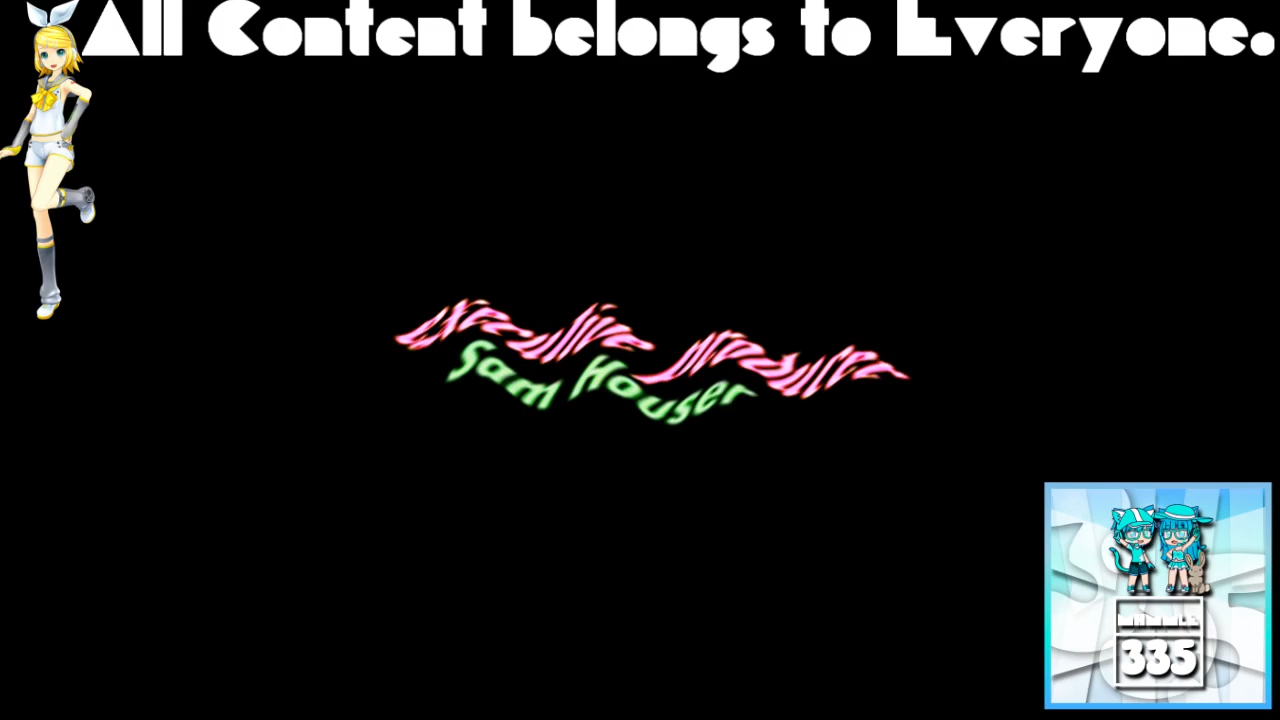 All Content belongs to Everyone.
executive producer
Sam Houser
335